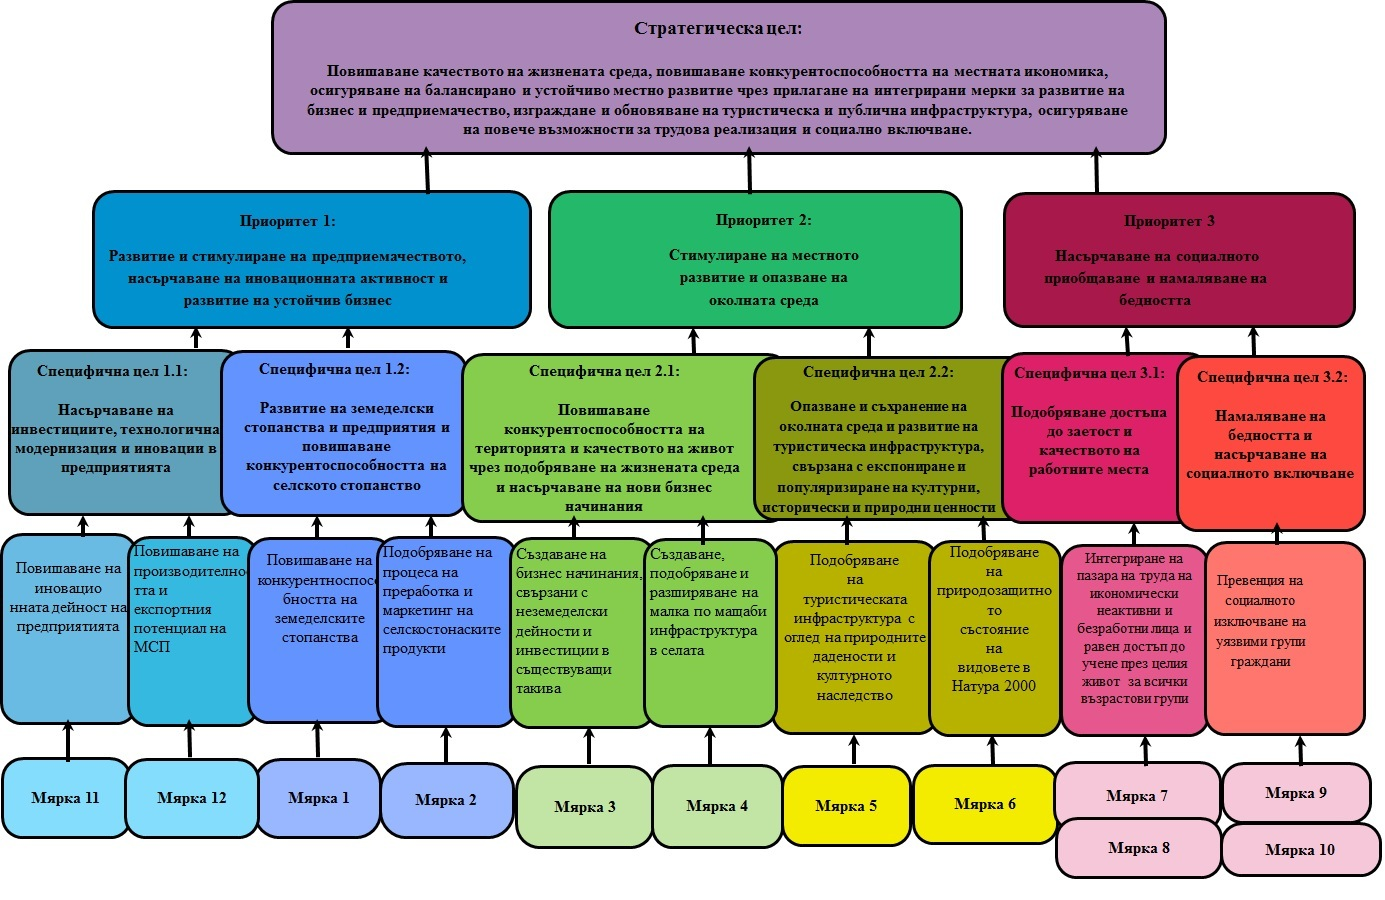 Стратегическа цел:
Повишаване качеството на жизнената среда, повишаване конкурентоспособността на местната икономика,
осигуряване на балансирано и устойчиво местно развитие чрез прилагане на интегрирани мерки за развитие на
бизнес и предприемачество, изграждане и обновяване на туристическа и публична инфраструктура, осигуряване
на повече възможности за трудова реализация и социално включване.
Приоритет 1:
Развитие и стимулиране на предприемачеството,
насърчаване на иновационната активност и
развитие на устойчив бизнес
Приоритет 2:
Стимулиране на местното
развитие и опазване на
околната среда
Приоритет 3
Насърчаване на социалното
приобщаване и намаляване на
бедността
Специфична цел 1.1:
Насърчаване на
инвестициите, технологична
модернизация и иновации в
предприятията
Специфична цел 1.2:
Развитие на земеделски
стопанства и предприятия и
повишаване
конкурентоспособността на
селското стопанство
Специфична цел 2.1:
Повишаване
конкурентоспособността на
територията и качеството на живот
чрез подобряване на жизнената среда
и насърчаване на нови бизнес
начинания
Специфична цел 2.2:
Опазване и съхранение на
околната среда и развитие на
туристическа инфраструктура,
свързана с експониране и
популяризиране на културни,
исторически и природни ценности
Специфична цел 3.1:
Подобряване достъпа
до заетост и
качеството на
работните места
Специфична цел 3.2:
Намаляване на
бедността и
насърчаване на
социалното включване
Повишаване на
иновацио
нната дейност на
предприятията
Повишаване на
производително
тта и
експортния
потенциал на
МСП
Повишаване на
конкурентноспосо
бността на
земеделските
стопанства
Подобряване на
процеса на
преработка и
маркетинг на
селскостонаските
продукти
Създаване на
бизнес начинания,
свързани с
неземеделски
дейности и
инвестиции в
съществуващи
такива
Създаване,
подобряване и
разширяване на
малка по мащаби
инфраструктура
в селата
Подобряване
на
туристическата
инфраструктура с
оглед на природните
дадености и
културното
наследство
Подобряване
на
природозащитно
то
състояние
на
видовете в
Натура 2000
Интегриране на
пазара на труда на
икономически
неактивни и
безработни лица и
равен достъп до
учене през целия
живот за всички
възрастови групи
Превенция на
социалното
изключване на
уязвими групи
граждани
Мярка 11
Мярка 12
Мярка 1
Мярка 2
Мярка 3
Мярка 4
Мярка 5
Мярка 6
Мярка 7
Мярка 8
Мярка 9
Мярка 10